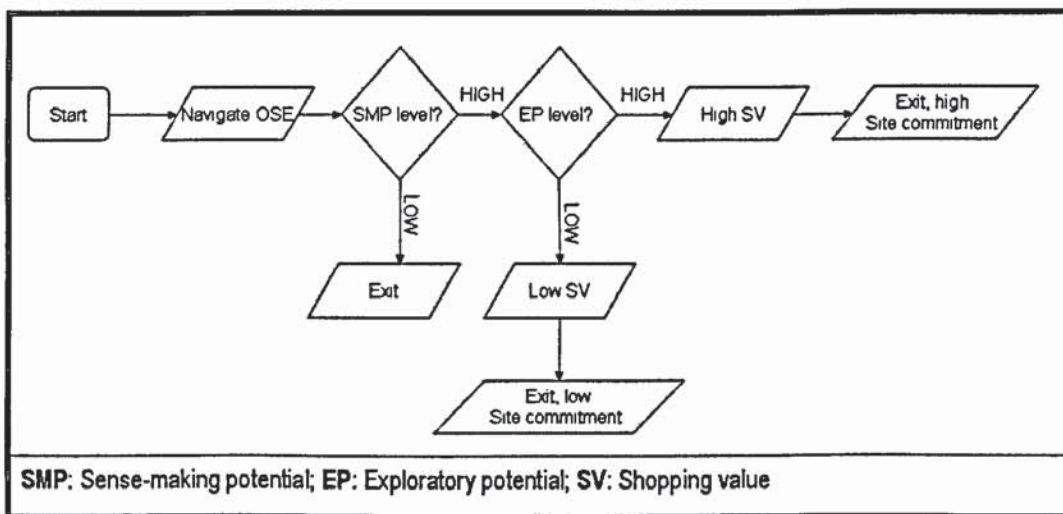 Start
Navigate OSE
SMP level?
HIGH
EP level?
HIGH
High SV
Exit, high
Site commitment
LOW
LOW
Exit
Low SV
Exit, low
Site commitment
SMP: Sense-making potential; EP: Exploratory potential; SV: Shopping value